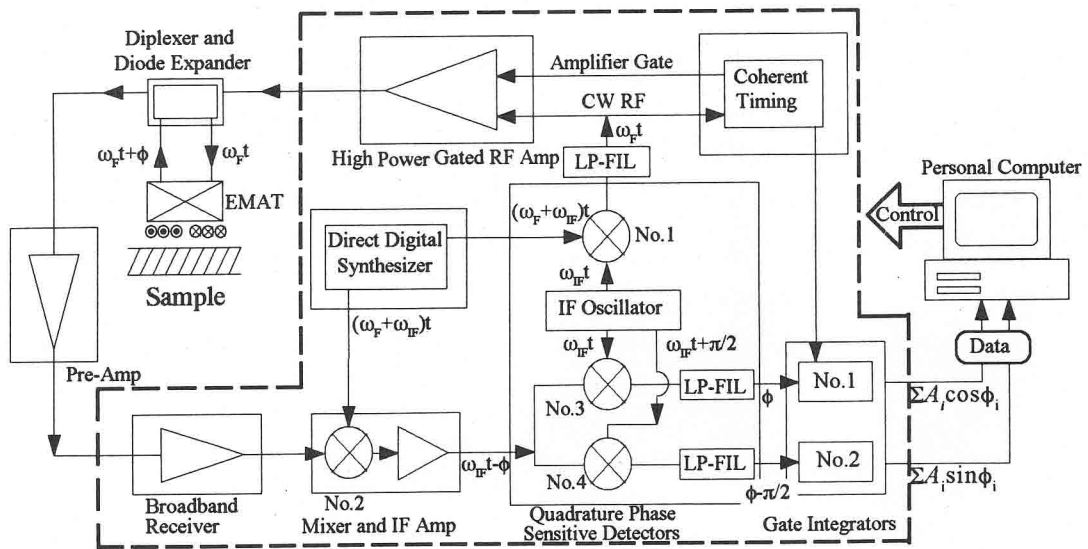 Diplexer and
Diode Expander
Amplifier Gate
Coherent
Timing
CW RF
ω_F t
High Power Gated RF Amp
LP-FIL
Personal Computer
ω_F t+ϕ
ω_F t
EMAT
Control
(ω_F+ω_IF)t
No.1
Direct Digital
Synthesizer
Sample
ω_IF t
IF Oscillator
(ω_F+ω_IF)t
ω_IF t
ω_IF t+π/2
Data
Pre-Amp
No.3
LP-FIL
ϕ
No.1
ΣA_i cosϕ_i
ω_IF t-ϕ
No.4
LP-FIL
ϕ-π/2
No.2
ΣA_i sinϕ_i
No.2
Broadband
Receiver
Mixer and IF Amp
Quadrature Phase
Sensitive Detectors
Gate Integrators